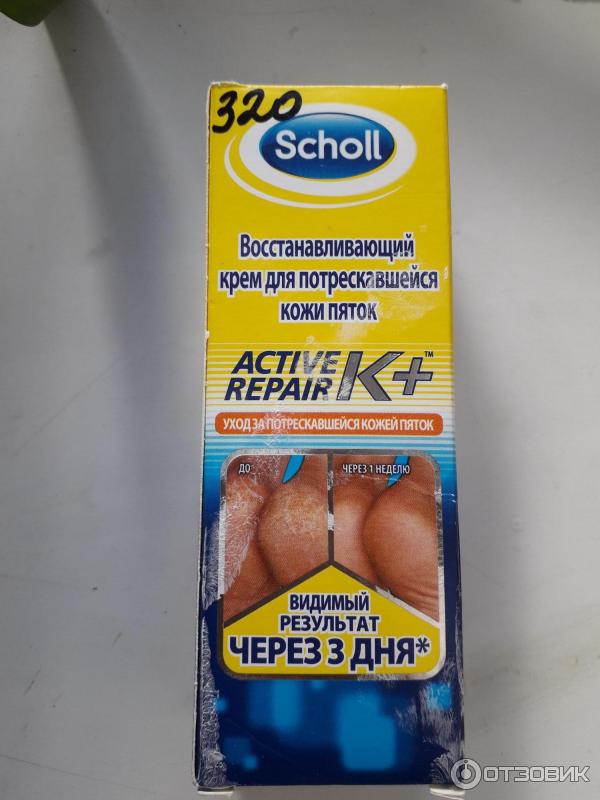 320
Scholl
Восстанавливающий
крем для потрескавшейся
кожи пяток
ACTIVE
REPAIR K+™
УХОД ЗА ПОТРЕСКАВШЕЙСЯ КОЖЕЙ ПЯТОК
ДО
ЧЕРЕЗ 1 НЕДЕЛЮ
ВИДИМЫЙ
РЕЗУЛЬТАТ
ЧЕРЕЗ 3 ДНЯ*
ОТЗОВИК